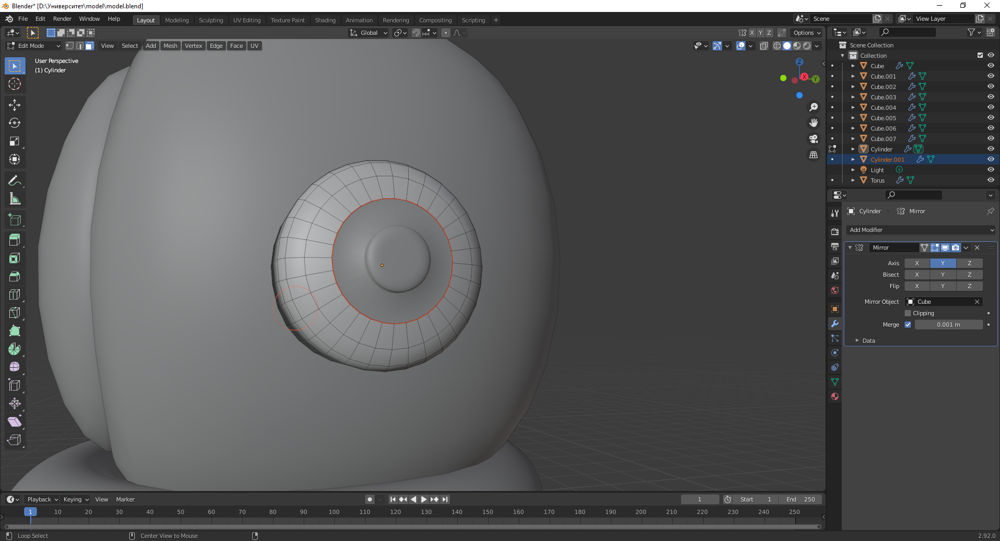 Blender* [D:\Университет\model\model.blend]
File Edit Render Window Help
Layout Modeling Sculpting UV Editing Texture Paint Shading Animation Rendering Compositing Scripting +
Scene
View Layer
Global
X Y Z
Options
Edit Mode
View Select Add Mesh Vertex Edge Face UV
User Perspective
(1) Cylinder
Z
X
Y
Scene Collection
Collection
Cube
Cube.001
Cube.002
Cube.003
Cube.004
Cube.005
Cube.006
Cube.007
Cylinder
Cylinder.001
Light
Torus
Cylinder Mirror
Add Modifier
Mirror
Axis X Y Z
Bisect X Y Z
Flip X Y Z
Mirror Object Cube
Clipping
Merge 0.001 m
Data
Playback Keying View Marker
1
Start 1
End 250
1 10 20 30 40 50 60 70 80 90 100 110 120 130 140 150 160 170 180 190 200 210 220 230 240 250
Loop Select
Center View to Mouse
2.92.0